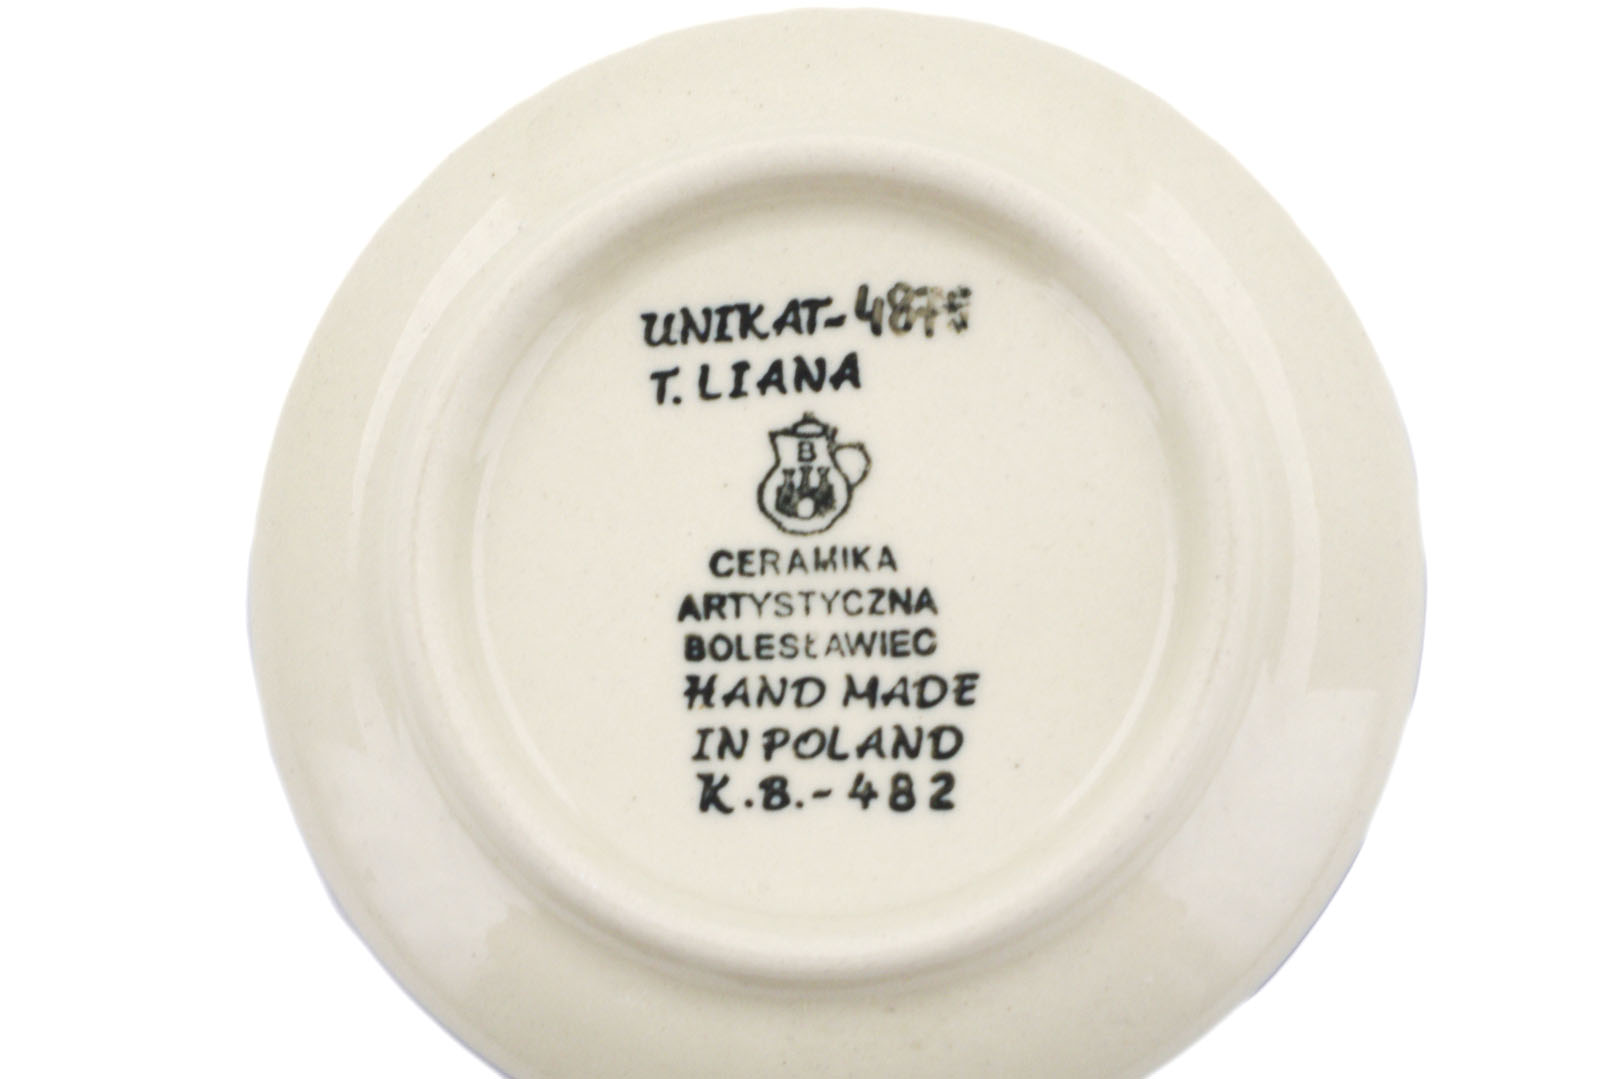 UNIKAT-4875
T. LIANA
B
CERAMIKA
ARTYSTYCZNA
BOLESŁAWIEC
HAND MADE
IN POLAND
K.B.-482